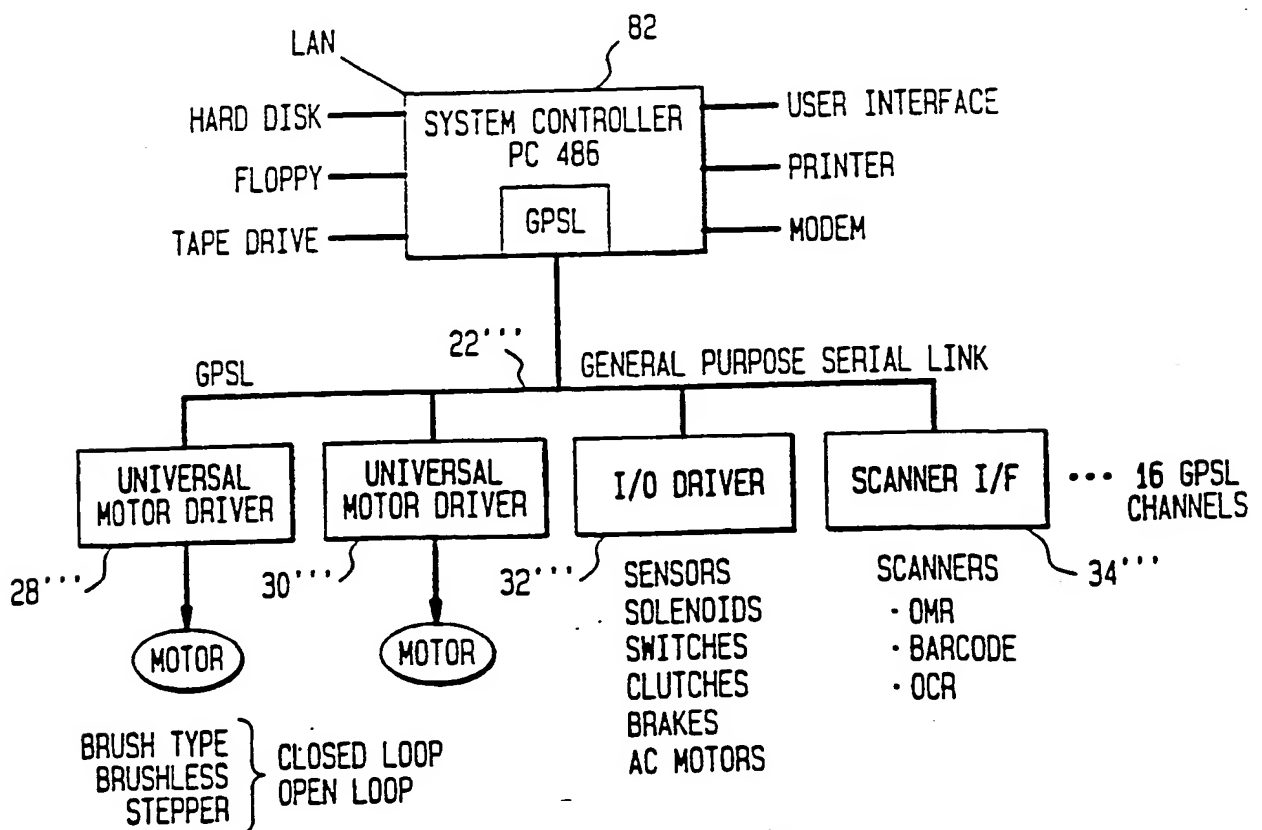 LAN
82
HARD DISK
FLOPPY
TAPE DRIVE
SYSTEM CONTROLLER
PC 486
GPSL
USER INTERFACE
PRINTER
MODEM
22'''
GPSL
GENERAL PURPOSE SERIAL LINK
UNIVERSAL
MOTOR DRIVER
UNIVERSAL
MOTOR DRIVER
I/O DRIVER
SCANNER I/F
••• 16 GPSL
CHANNELS
28'''
30'''
32'''
34'''
MOTOR
MOTOR
SENSORS
SOLENOIDS
SWITCHES
CLUTCHES
BRAKES
AC MOTORS
SCANNERS
· OMR
· BARCODE
· OCR
BRUSH TYPE
BRUSHLESS
STEPPER
CLOSED LOOP
OPEN LOOP